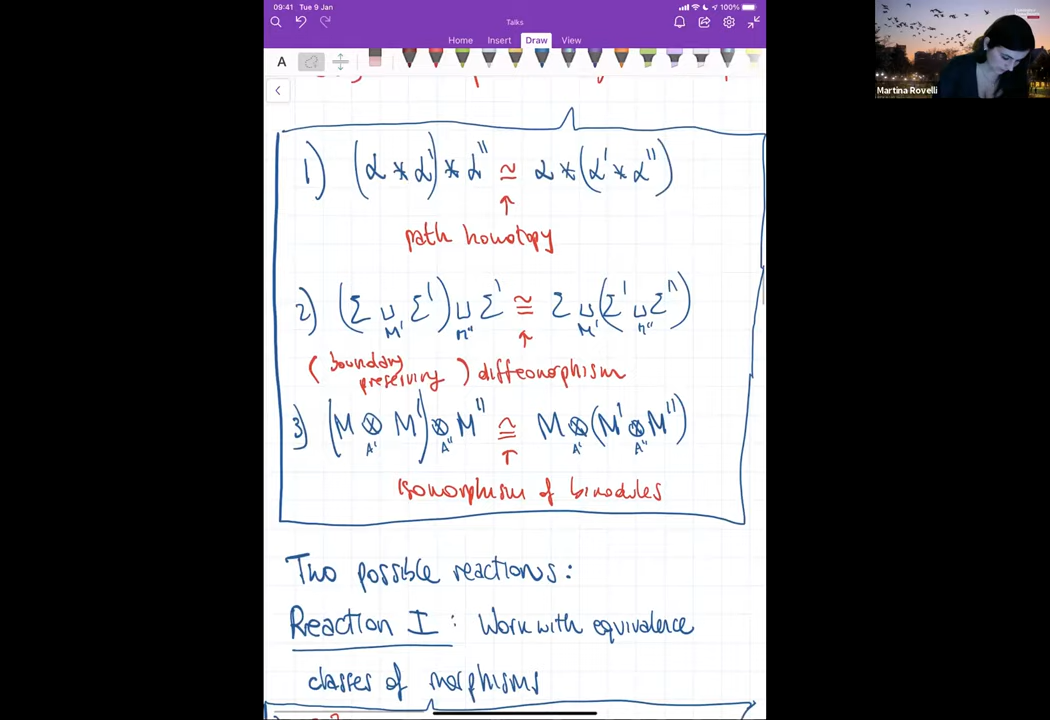 09:41 Tue 9 Jan
100%
Talks
Home Insert Draw View
A
Martina Rovelli
1) (α * α') * α'' ≃ α * (α' * α'')
↑
path homotopy
2) (Σ ⊔ Σ') ⊔ Σ' ≅ Σ ⊔ (Σ' ⊔ Σ'')
M' M'' M' M''
↑
(boundary preserving) diffeomorphism
3) (M ⊗ M') ⊗ M'' ≅ M ⊗ (M' ⊗ M'')
A' A'' A' A''
↑
isomorphism of bimodules
Two possible reactions:
Reaction I: Work with equivalence
classes of morphisms